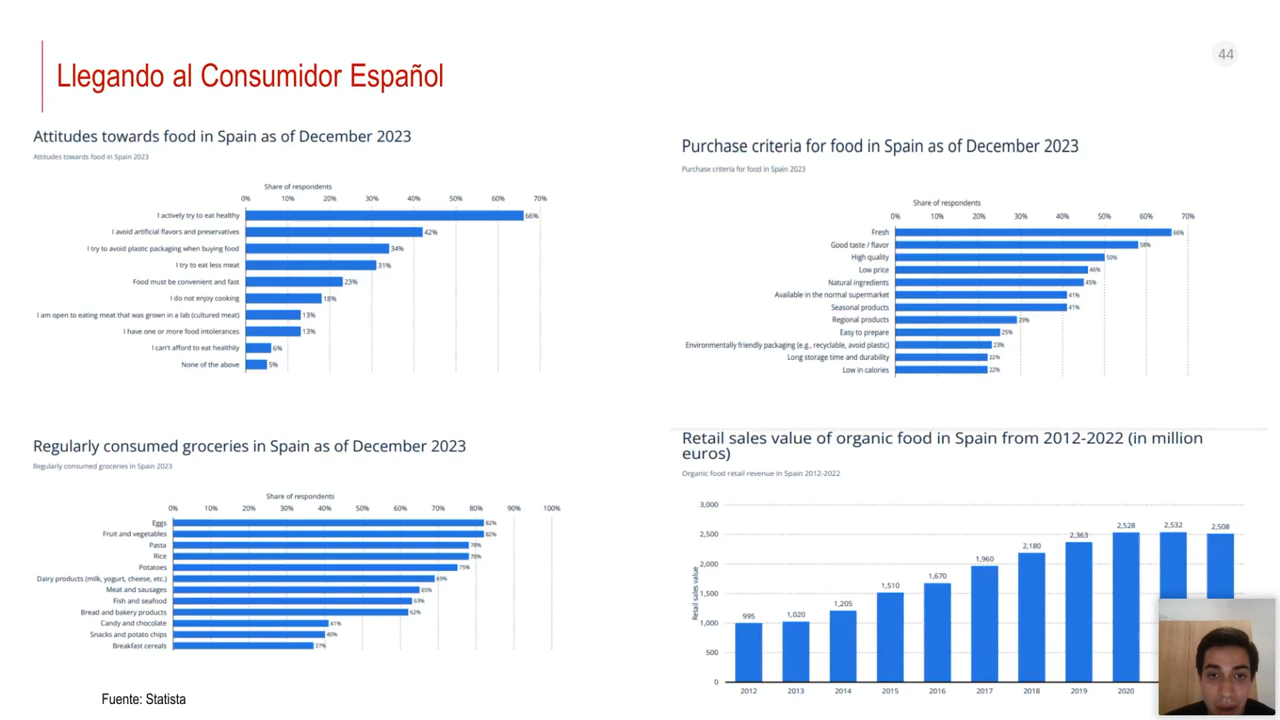 44
Llegando al Consumidor Español
Attitudes towards food in Spain as of December 2023
Attitudes towards food in Spain 2023
Share of respondents
0% 10% 20% 30% 40% 50% 60% 70%
I actively try to eat healthy 66%
I avoid artificial flavors and preservatives 42%
I try to avoid plastic packaging when buying food 34%
I try to eat less meat 31%
Food must be convenient and fast 23%
I do not enjoy cooking 18%
I am open to eating meat that was grown in a lab (cultured meat) 13%
I have one or more food intolerances 13%
I can't afford to eat healthily 6%
None of the above 5%
Purchase criteria for food in Spain as of December 2023
Purchase criteria for food in Spain 2023
Share of respondents
0% 10% 20% 30% 40% 50% 60% 70%
Fresh 66%
Good taste / flavor 58%
High quality 50%
Low price 46%
Natural ingredients 45%
Available in the normal supermarket 41%
Seasonal products 41%
Regional products 29%
Easy to prepare 25%
Environmentally friendly packaging (e.g., recyclable, avoid plastic) 23%
Long storage time and durability 22%
Low in calories 22%
Regularly consumed groceries in Spain as of December 2023
Regularly consumed groceries in Spain 2023
Share of respondents
0% 10% 20% 30% 40% 50% 60% 70% 80% 90% 100%
Eggs 82%
Fruit and vegetables 82%
Pasta 78%
Rice 78%
Potatoes 75%
Dairy products (milk, yogurt, cheese, etc.) 69%
Meat and sausages 65%
Fish and seafood 63%
Bread and bakery products 62%
Candy and chocolate 41%
Snacks and potato chips 40%
Breakfast cereals 37%
Retail sales value of organic food in Spain from 2012-2022 (in million
euros)
Organic food retail revenue in Spain 2012-2022
Retail sales value
3,000
2,500
2,000
1,500
1,000
500
0
995 1,020 1,205 1,510 1,670 1,960 2,180 2,363 2,528 2,532 2,508
2012 2013 2014 2015 2016 2017 2018 2019 2020
Fuente: Statista